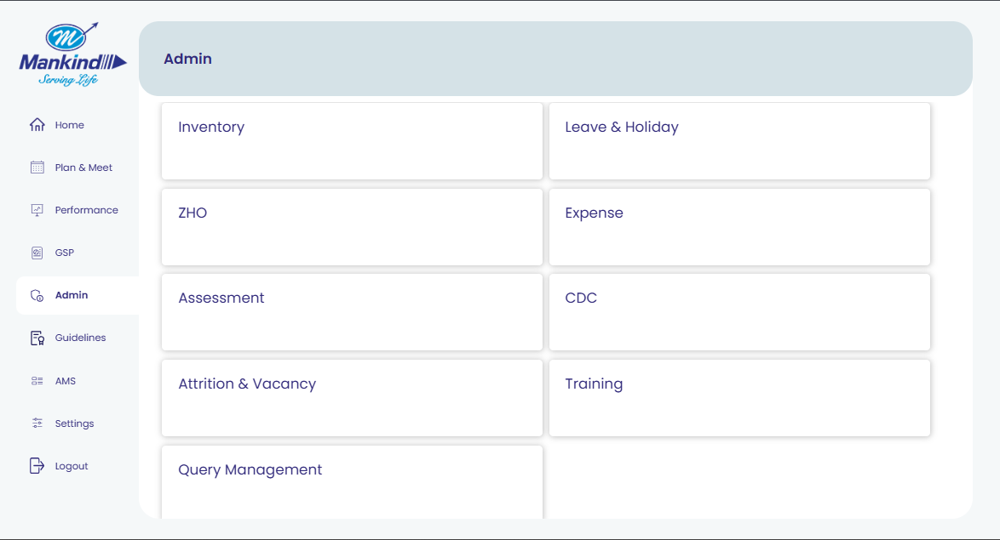 Mankind
Serving Life
Home
Plan & Meet
Performance
GSP
Admin
Guidelines
AMS
Settings
Logout
Admin
Inventory
Leave & Holiday
ZHO
Expense
Assessment
CDC
Attrition & Vacancy
Training
Query Management